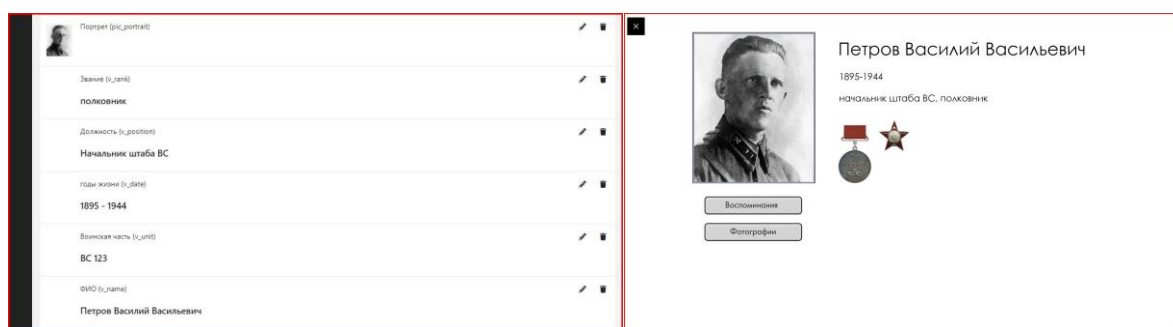 Портрет (pic_portrait)
Звание (v_rank)
полковник
Должность (v_position)
Начальник штаба ВС
годы жизни (v_date)
1895 - 1944
Воинская часть (v_unit)
ВС 123
ФИО (v_name)
Петров Василий Васильевич
Петров Василий Васильевич
1895-1944
начальник штаба ВС, полковник
Воспоминания
Фотографии